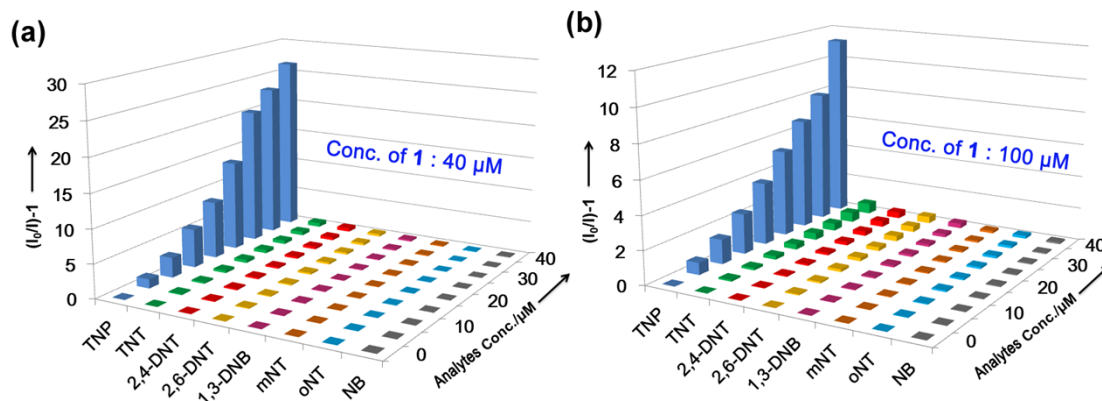 (a)
30
25
20
15
10
5
0
(I₀/I)-1
Conc. of 1 : 40 µM
TNP
TNT
2,4-DNT
2,6-DNT
1,3-DNB
mNT
oNT
NB
0
10
20
30
40
Analytes Conc./µM
(b)
12
10
8
6
4
2
0
(I₀/I)-1
Conc. of 1 : 100 µM
TNP
TNT
2,4-DNT
2,6-DNT
1,3-DNB
mNT
oNT
NB
0
10
20
30
40
Analytes Conc./µM